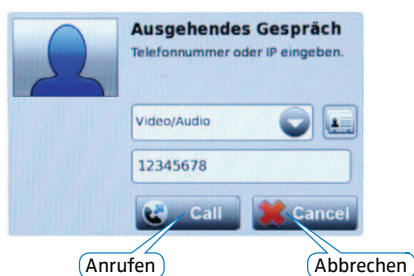 Ausgehendes Gespräch
Telefonnummer oder IP eingeben.
Video/Audio
12345678
Call Cancel
Anrufen Abbrechen